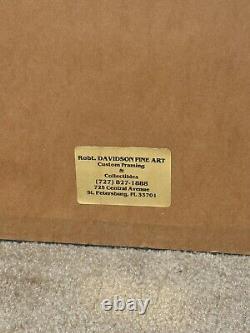 Robt. DAVIDSON FINE ART
Custom Framing
&
Collectibles
(727) 827-1888
725 Central Avenue
St. Petersburg, FL 33701